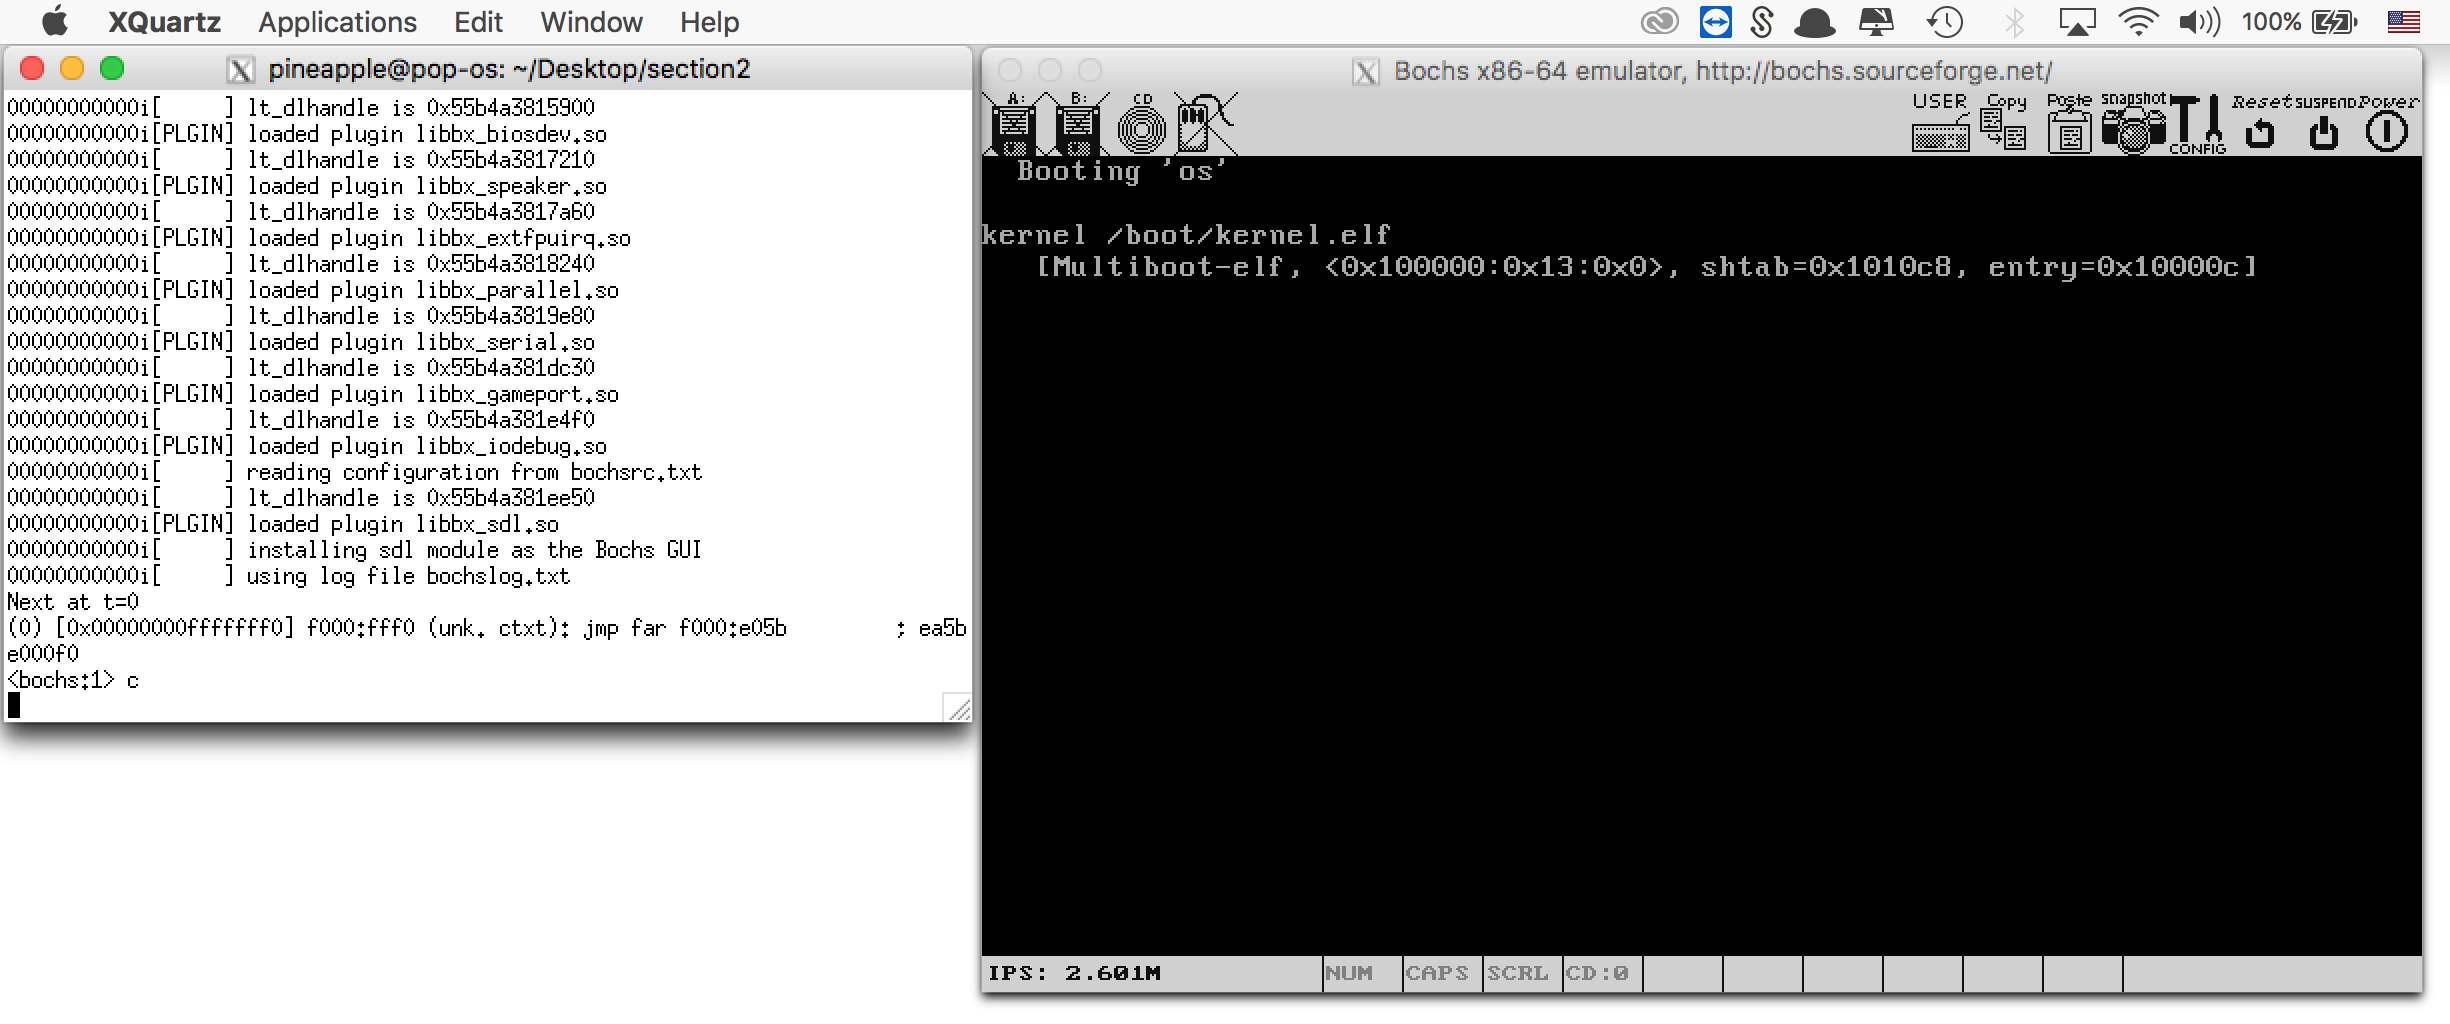 XQuartz Applications Edit Window Help 100%
pineapple@pop-os: ~/Desktop/section2
00000000000i[     ] lt_dlhandle is 0x55b4a3815900
00000000000i[PLGIN] loaded plugin libbx_biosdev.so
00000000000i[     ] lt_dlhandle is 0x55b4a3817210
00000000000i[PLGIN] loaded plugin libbx_speaker.so
00000000000i[     ] lt_dlhandle is 0x55b4a3817a60
00000000000i[PLGIN] loaded plugin libbx_extfpuirq.so
00000000000i[     ] lt_dlhandle is 0x55b4a3818240
00000000000i[PLGIN] loaded plugin libbx_parallel.so
00000000000i[     ] lt_dlhandle is 0x55b4a3819e80
00000000000i[PLGIN] loaded plugin libbx_serial.so
00000000000i[     ] lt_dlhandle is 0x55b4a381dc30
00000000000i[PLGIN] loaded plugin libbx_gameport.so
00000000000i[     ] lt_dlhandle is 0x55b4a381e4f0
00000000000i[PLGIN] loaded plugin libbx_iodebug.so
00000000000i[     ] reading configuration from bochsrc.txt
00000000000i[     ] lt_dlhandle is 0x55b4a381ee50
00000000000i[PLGIN] loaded plugin libbx_sdl.so
00000000000i[     ] installing sdl module as the Bochs GUI
00000000000i[     ] using log file bochslog.txt
Next at t=0
(0) [0x00000000fffffff0] f000:fff0 (unk. ctxt): jmp far f000:e05b         ; ea5b
e000f0
<bochs:1> c
Bochs x86-64 emulator, http://bochs.sourceforge.net/
A: B: CD USER Copy Paste snapshot CONFIG Reset SUSPEND Power
Booting 'os'
kernel /boot/kernel.elf
[Multiboot-elf, <0x100000:0x13:0x0>, shtab=0x1010c8, entry=0x10000c]
IPS: 2.601M NUM CAPS SCRL CD:0